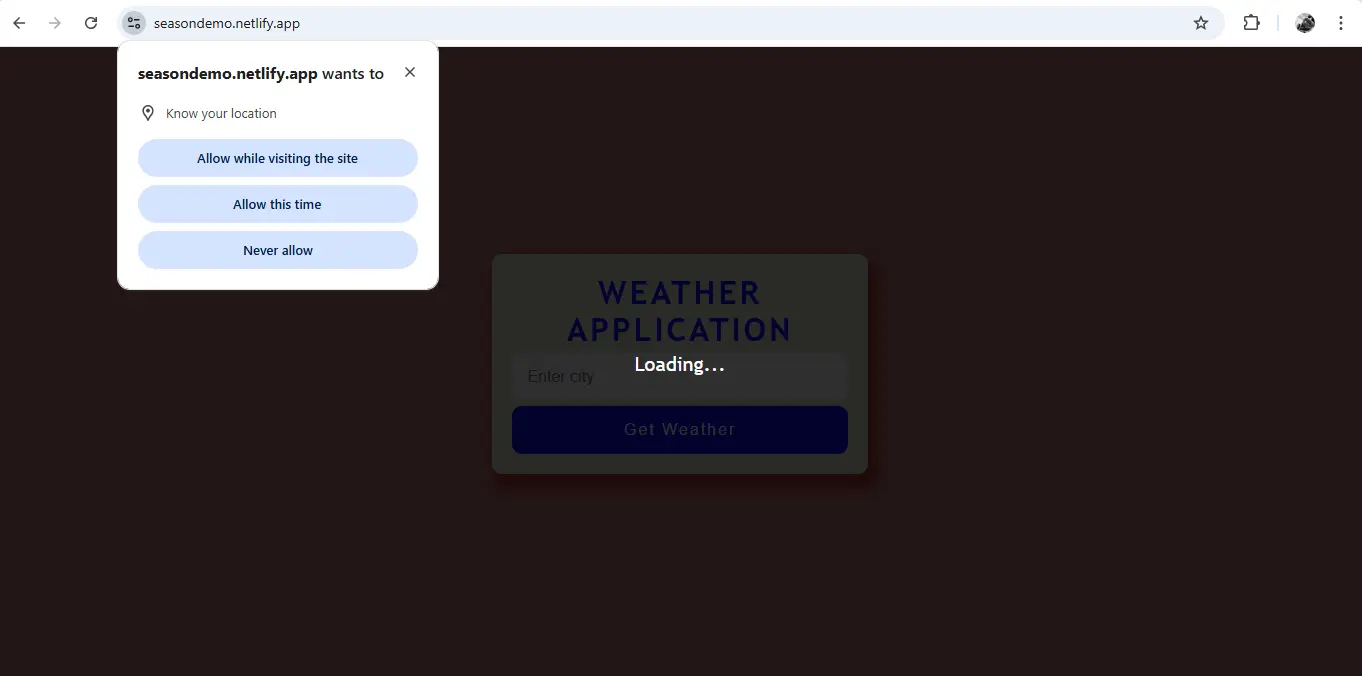 seasondemo.netlify.app
seasondemo.netlify.app wants to
Know your location
Allow while visiting the site
Allow this time
Never allow
WEATHER
APPLICATION
Loading...
Enter city
Get Weather